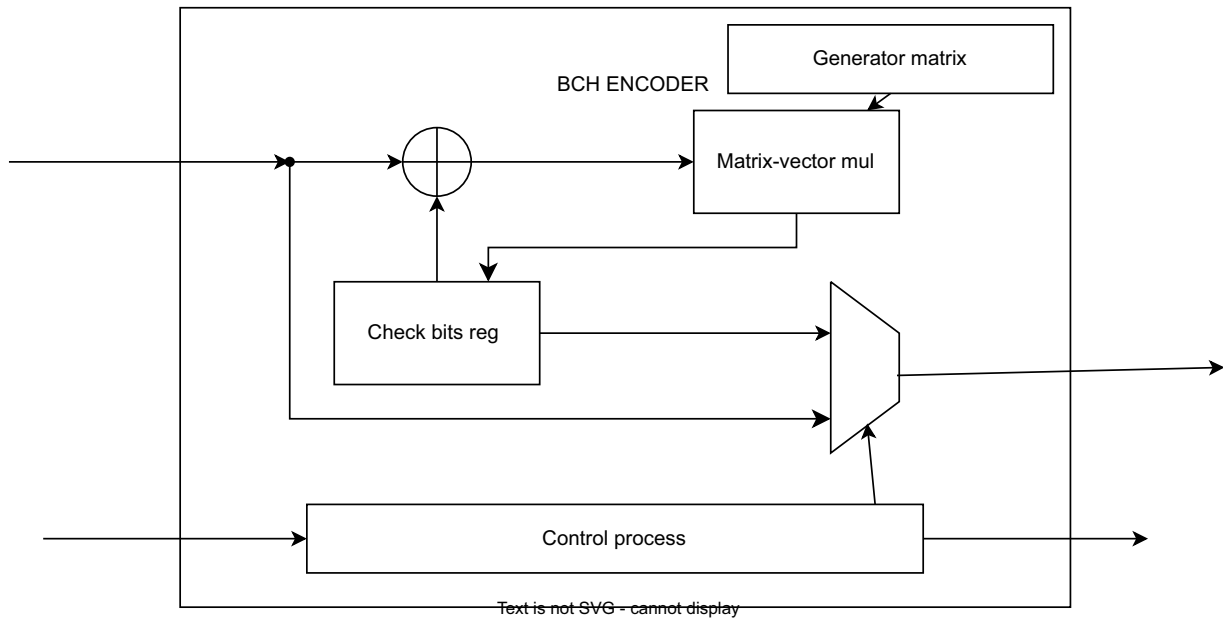 Generator matrix
BCH ENCODER
Matrix-vector mul
Check bits reg
Control process
Text is not SVG - cannot display